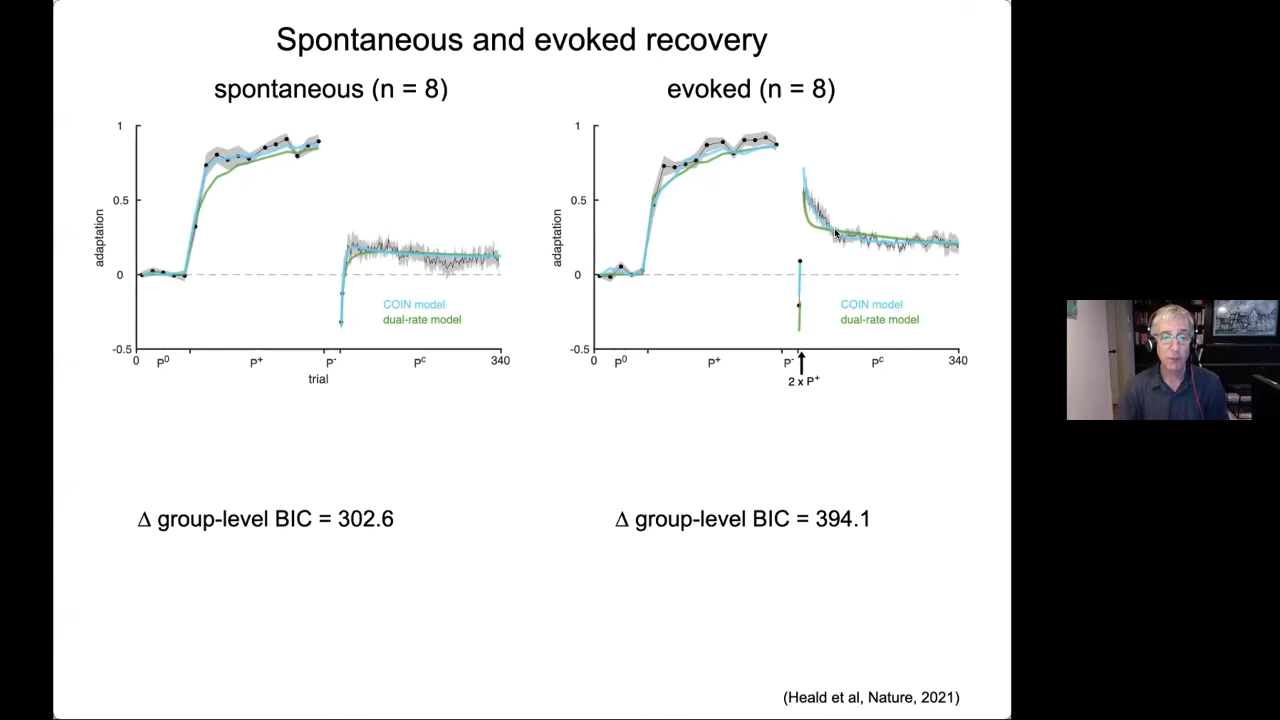 Spontaneous and evoked recovery
spontaneous (n = 8)
evoked (n = 8)
1
0.5
0
-0.5
adaptation
COIN model
dual-rate model
0
P⁰
P⁺
P⁻
Pᶜ
340
trial
1
0.5
0
-0.5
adaptation
COIN model
dual-rate model
0
P⁰
P⁺
P⁻
Pᶜ
340
2 x P⁺
Δ group-level BIC = 302.6
Δ group-level BIC = 394.1
(Heald et al, Nature, 2021)